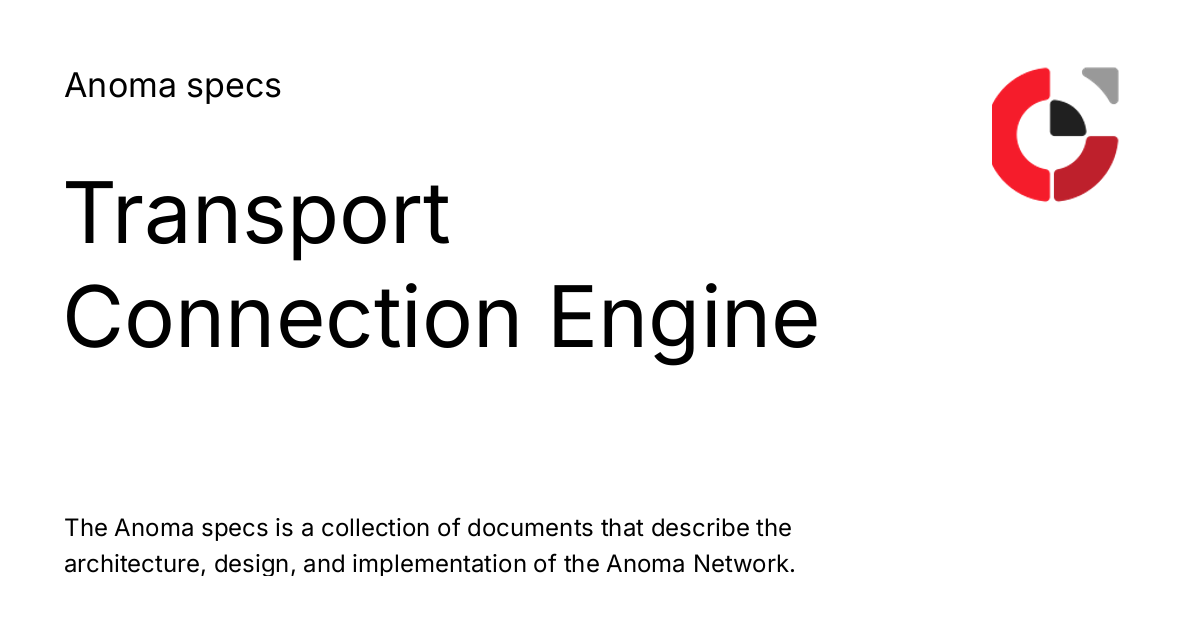 Anoma specs
Transport
Connection Engine
The Anoma specs is a collection of documents that describe the
architecture, design, and implementation of the Anoma Network.